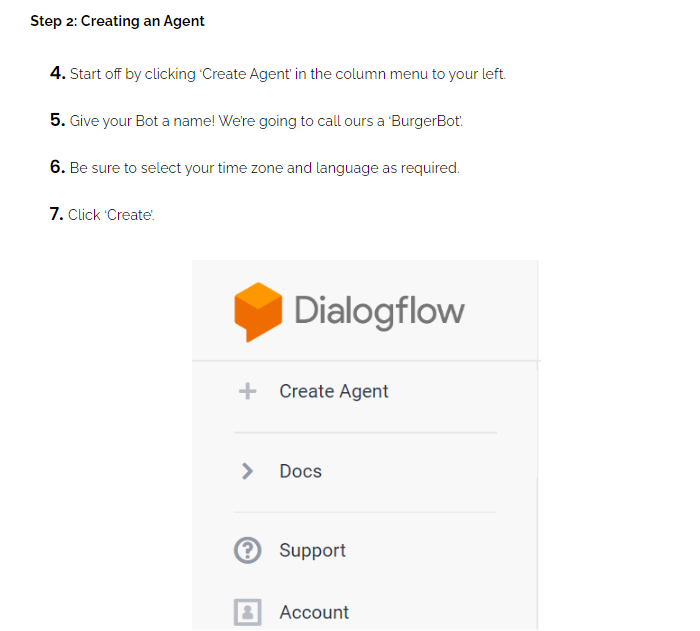 Step 2: Creating an Agent
4. Start off by clicking ‘Create Agent’ in the column menu to your left.
5. Give your Bot a name! We’re going to call ours a ‘BurgerBot’.
6. Be sure to select your time zone and language as required.
7. Click ‘Create’.
Dialogflow
Create Agent
Docs
Support
Account